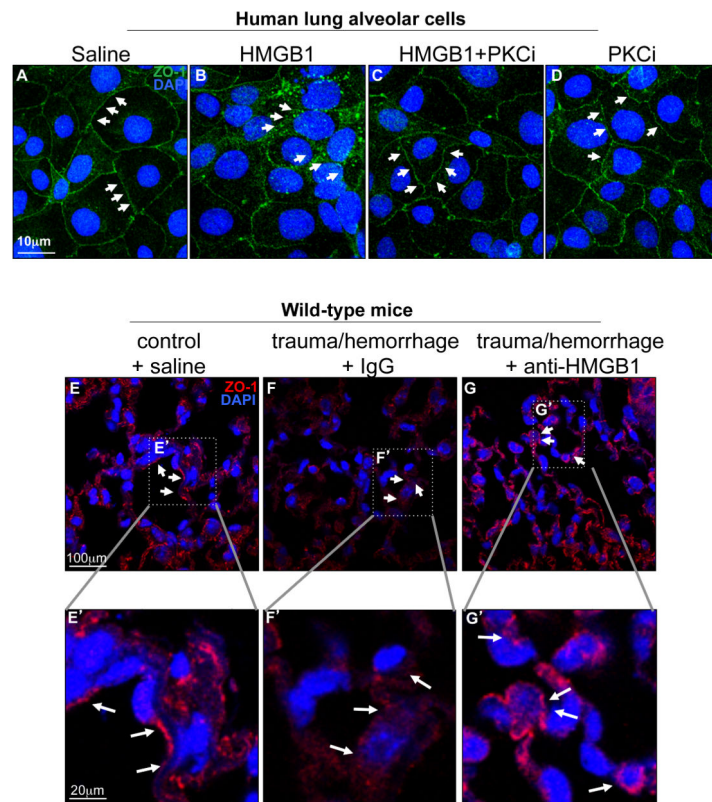 Human lung alveolar cells
Saline HMGB1 HMGB1+PKCi PKCi
A ZO-1 B C D
DAPI
10μm
Wild-type mice
control trauma/hemorrhage trauma/hemorrhage
+ saline + IgG + anti-HMGB1
E ZO-1 F G
DAPI
G'
E' F'
100μm
E' F' G'
20μm